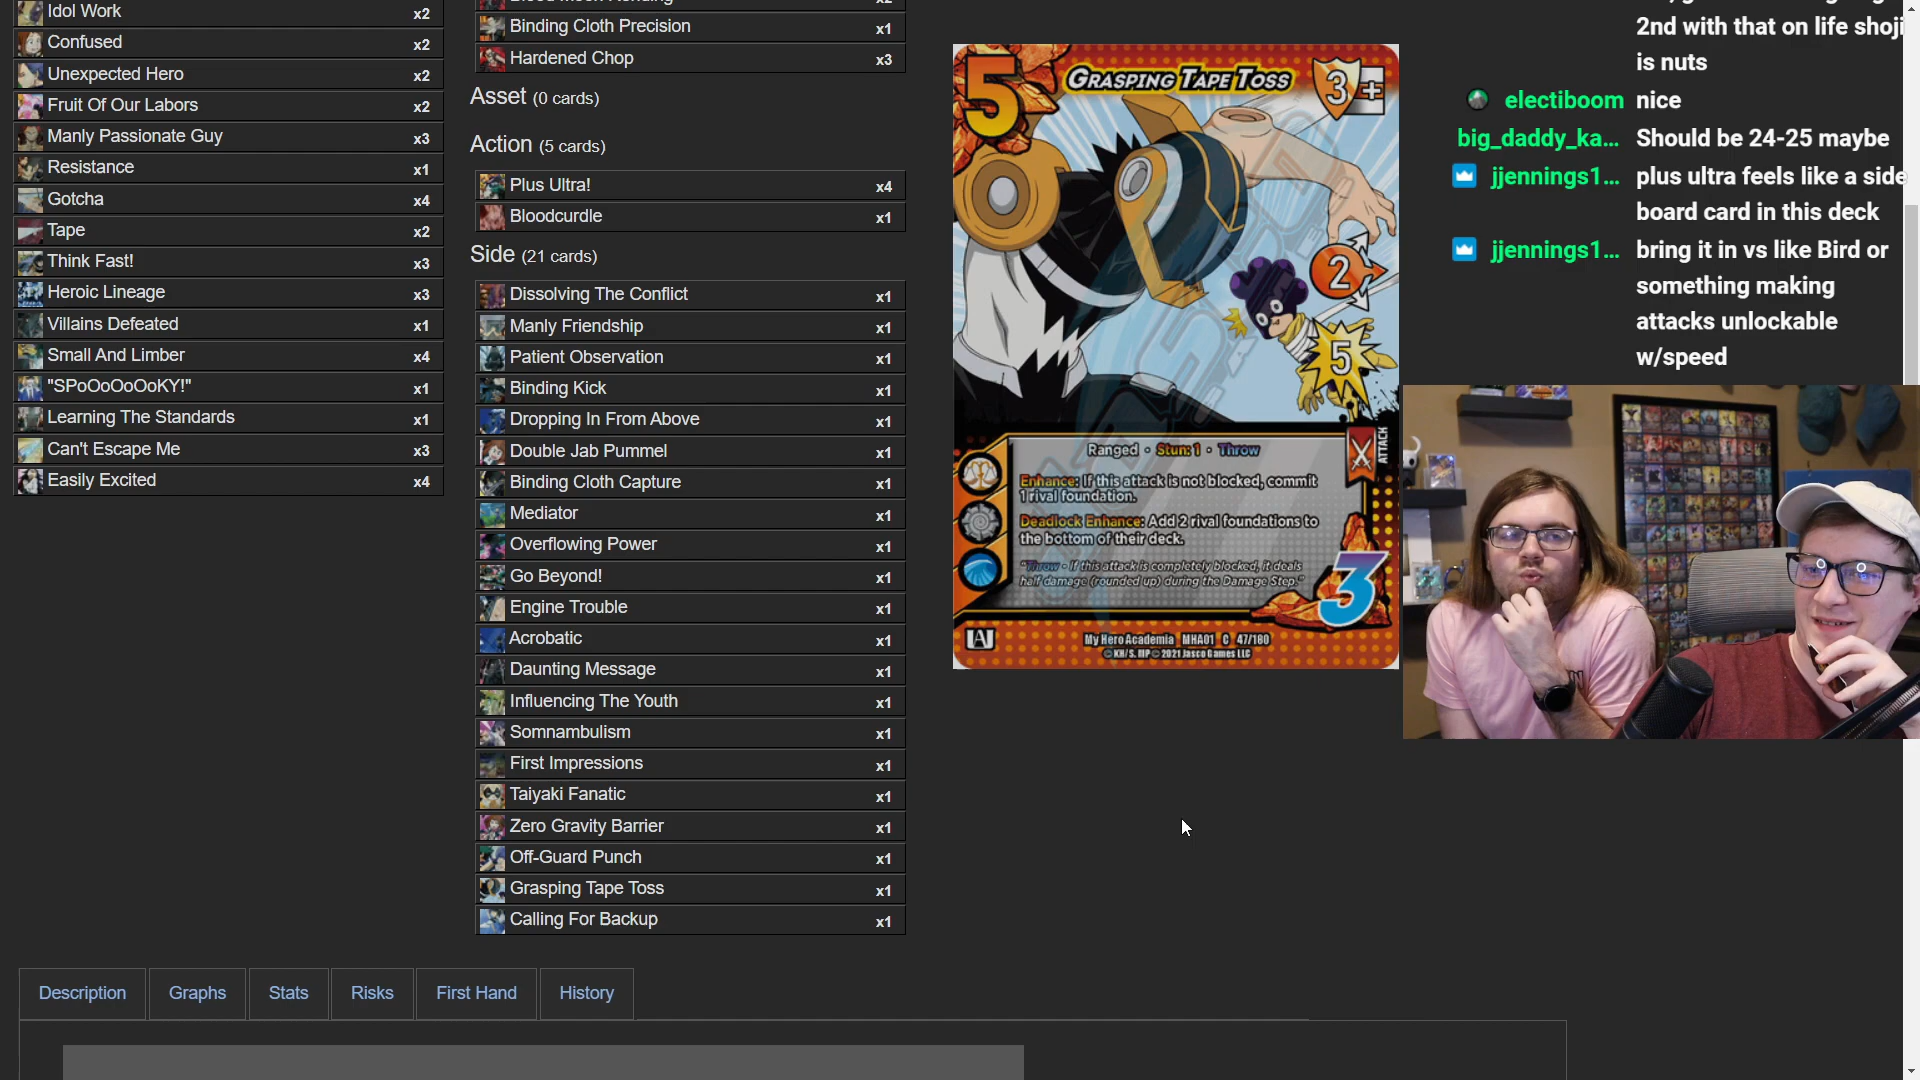 Idol Work x2
Confused x2
Unexpected Hero x2
Fruit Of Our Labors x2
Manly Passionate Guy x3
Resistance x1
Gotcha x4
Tape x2
Think Fast! x3
Heroic Lineage x3
Villains Defeated x1
Small And Limber x4
"SPoOoOoOoKY!" x1
Learning The Standards x1
Can't Escape Me x3
Easily Excited x4
Binding Cloth Precision x1
Hardened Chop x3
Asset (0 cards)
Action (5 cards)
Plus Ultra! x4
Bloodcurdle x1
Side (21 cards)
Dissolving The Conflict x1
Manly Friendship x1
Patient Observation x1
Binding Kick x1
Dropping In From Above x1
Double Jab Pummel x1
Binding Cloth Capture x1
Mediator x1
Overflowing Power x1
Go Beyond! x1
Engine Trouble x1
Acrobatic x1
Daunting Message x1
Influencing The Youth x1
Somnambulism x1
First Impressions x1
Taiyaki Fanatic x1
Zero Gravity Barrier x1
Off-Guard Punch x1
Grasping Tape Toss x1
Calling For Backup x1
5
Grasping Tape Toss
3 +
2
5
ATTACK
Ranged • Stun: 1 • Throw
Enhance: If this attack is not blocked, commit
1 rival foundation.
Deadlock Enhance: Add 2 rival foundations to
the bottom of their deck.
"Throw - If this attack is completely blocked, it deals
half damage (rounded up) during the Damage Step."
3
My Hero Academia MHA01 C 47/160
© KH/S, MP © 2021 Jasco Games LLC
2nd with that on life shoji
is nuts
electiboom nice
big_daddy_ka... Should be 24-25 maybe
jjennings1... plus ultra feels like a side
board card in this deck
jjennings1... bring it in vs like Bird or
something making
attacks unlockable
w/speed
Description
Graphs
Stats
Risks
First Hand
History